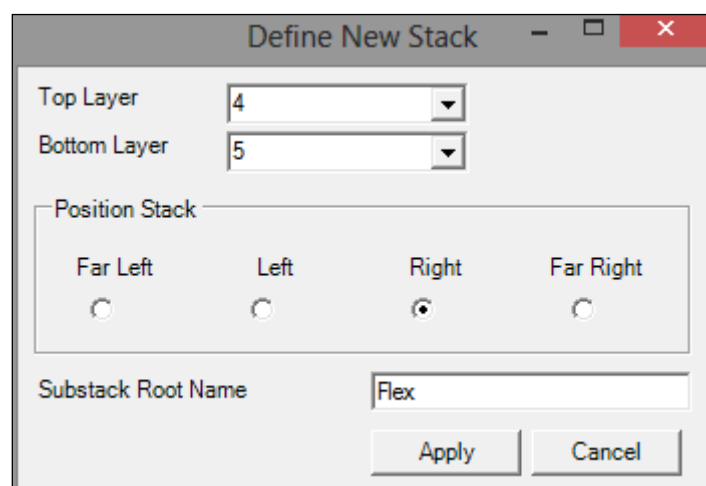 Define New Stack
Top Layer 4
Bottom Layer 5
Position Stack
Far Left Left Right Far Right
Substack Root Name Flex
Apply Cancel